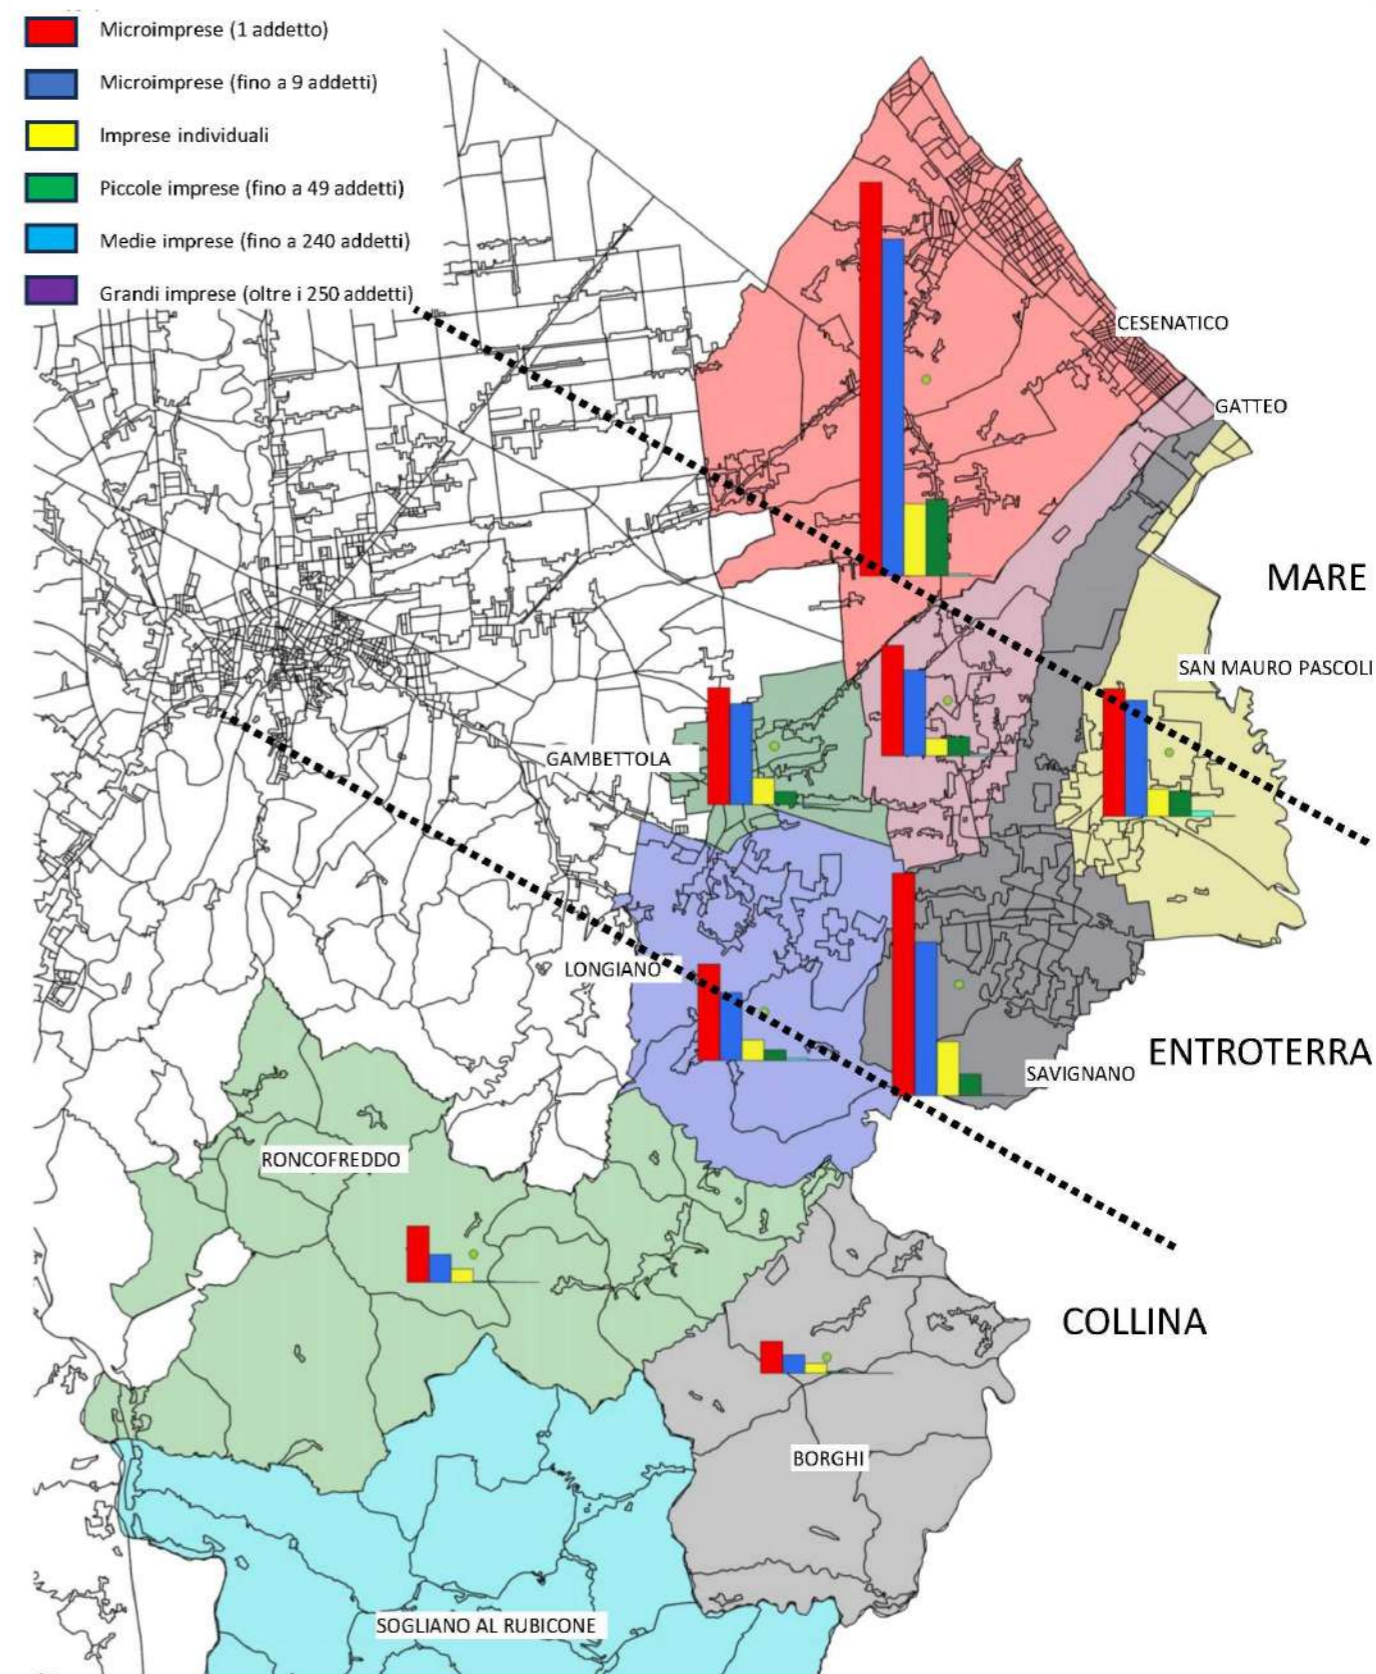 Microimprese (1 addetto)
Microimprese (fino a 9 addetti)
Imprese individuali
Piccole imprese (fino a 49 addetti)
Medie imprese (fino a 240 addetti)
Grandi imprese (oltre i 250 addetti)
CESENATICO
GATTEO
MARE
SAN MAURO PASCOLI
GAMBETTOLA
LONGIANO
ENTROTERRA
SAVIGNANO
RONCOFREDDO
COLLINA
BORGHI
SOGLIANO AL RUBICONE